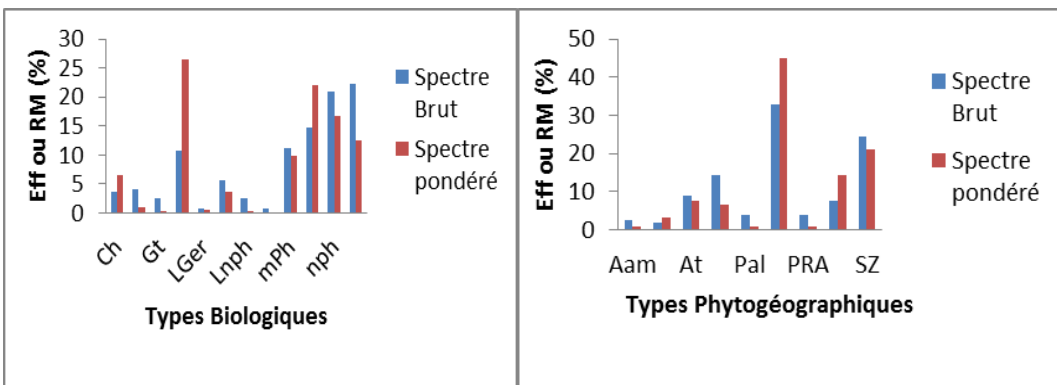 Eff ou RM (%)
30
25
20
15
10
5
0
Ch
Gt
LGer
Lnph
mPh
nph
Types Biologiques
Spectre
Brut
Spectre
pondéré
Eff ou RM (%)
50
40
30
20
10
0
Aam
At
Pal
PRA
SZ
Types Phytogéographiques
Spectre
Brut
Spectre
pondéré